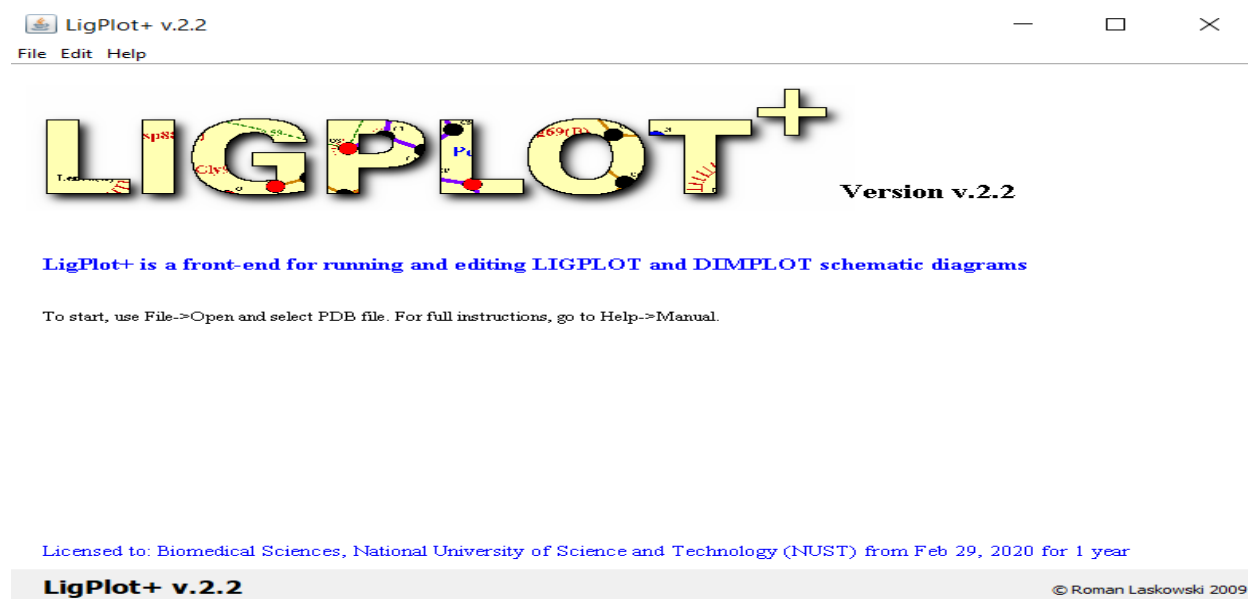 LigPlot+ v.2.2
File Edit Help
LIGPLOT+
Version v.2.2
LigPlot+ is a front-end for running and editing LIGPLOT and DIMPLOT schematic diagrams
To start, use File->Open and select PDB file. For full instructions, go to Help->Manual.
Licensed to: Biomedical Sciences, National University of Science and Technology (NUST) from Feb 29, 2020 for 1 year
LigPlot+ v.2.2
© Roman Laskowski 2009